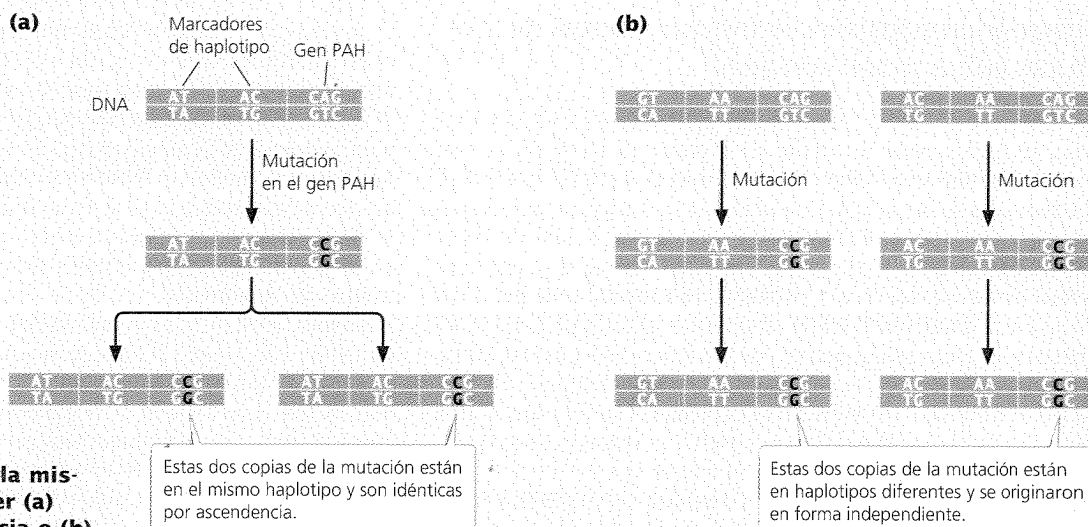 (a)
Marcadores
de haplotipo
Gen PAH
DNA
AT AC CAG
TA TG GTC
Mutación
en el gen PAH
AT AC CCG
TA TG GGC
AT AC CCG
TA TG GGC
AT AC CCG
TA TG GGC
Estas dos copias de la mutación están
en el mismo haplotipo y son idénticas
por ascendencia.
la mis-
er (a)
cia o (b)
(b)
GT AA CAG
CA TT GTC
AC AA CAG
TG TT GTC
Mutación
Mutación
GT AA CCG
CA TT GGC
AC AA CCG
TG TT GGC
GT AA CCG
CA TT GGC
AC AA CCG
TG TT GGC
Estas dos copias de la mutación están
en haplotipos diferentes y se originaron
en forma independiente.